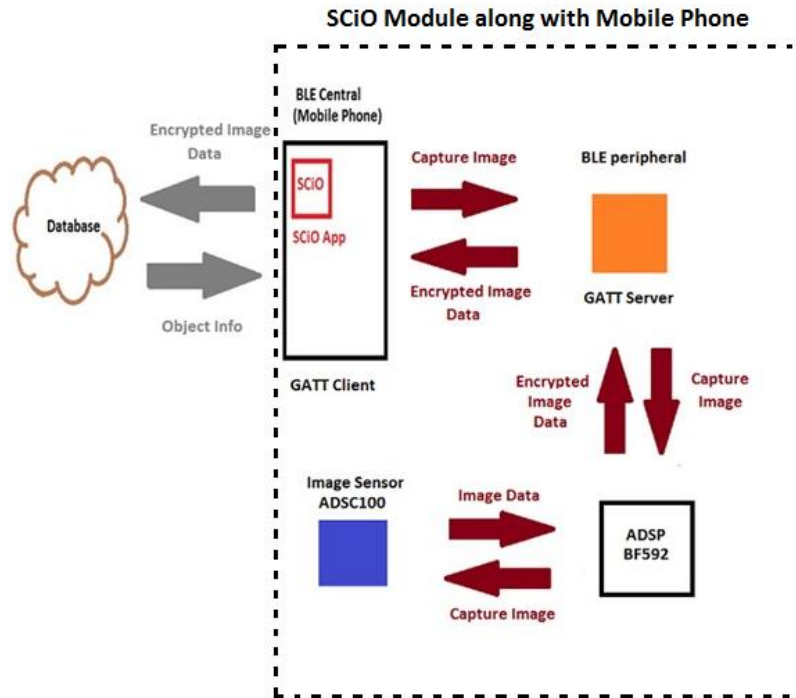 SCiO Module along with Mobile Phone
BLE Central
(Mobile Phone)
Encrypted Image
Data
Database
Object Info
SCiO
SCiO App
GATT Client
Capture Image
Encrypted Image
Data
BLE peripheral
GATT Server
Encrypted
Image
Data
Capture
Image
Image Sensor
ADSC100
Image Data
Capture Image
ADSP
BF592